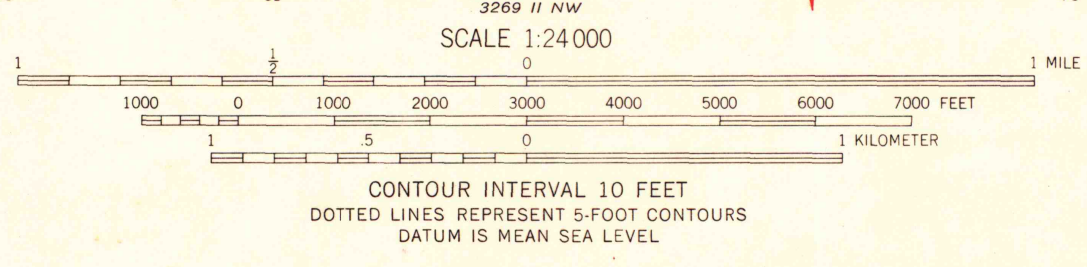 3269 II NW
SCALE 1:24 000
1 1/2 0 1 MILE
1000 0 1000 2000 3000 4000 5000 6000 7000 FEET
1 .5 0 1 KILOMETER
CONTOUR INTERVAL 10 FEET
DOTTED LINES REPRESENT 5-FOOT CONTOURS
DATUM IS MEAN SEA LEVEL